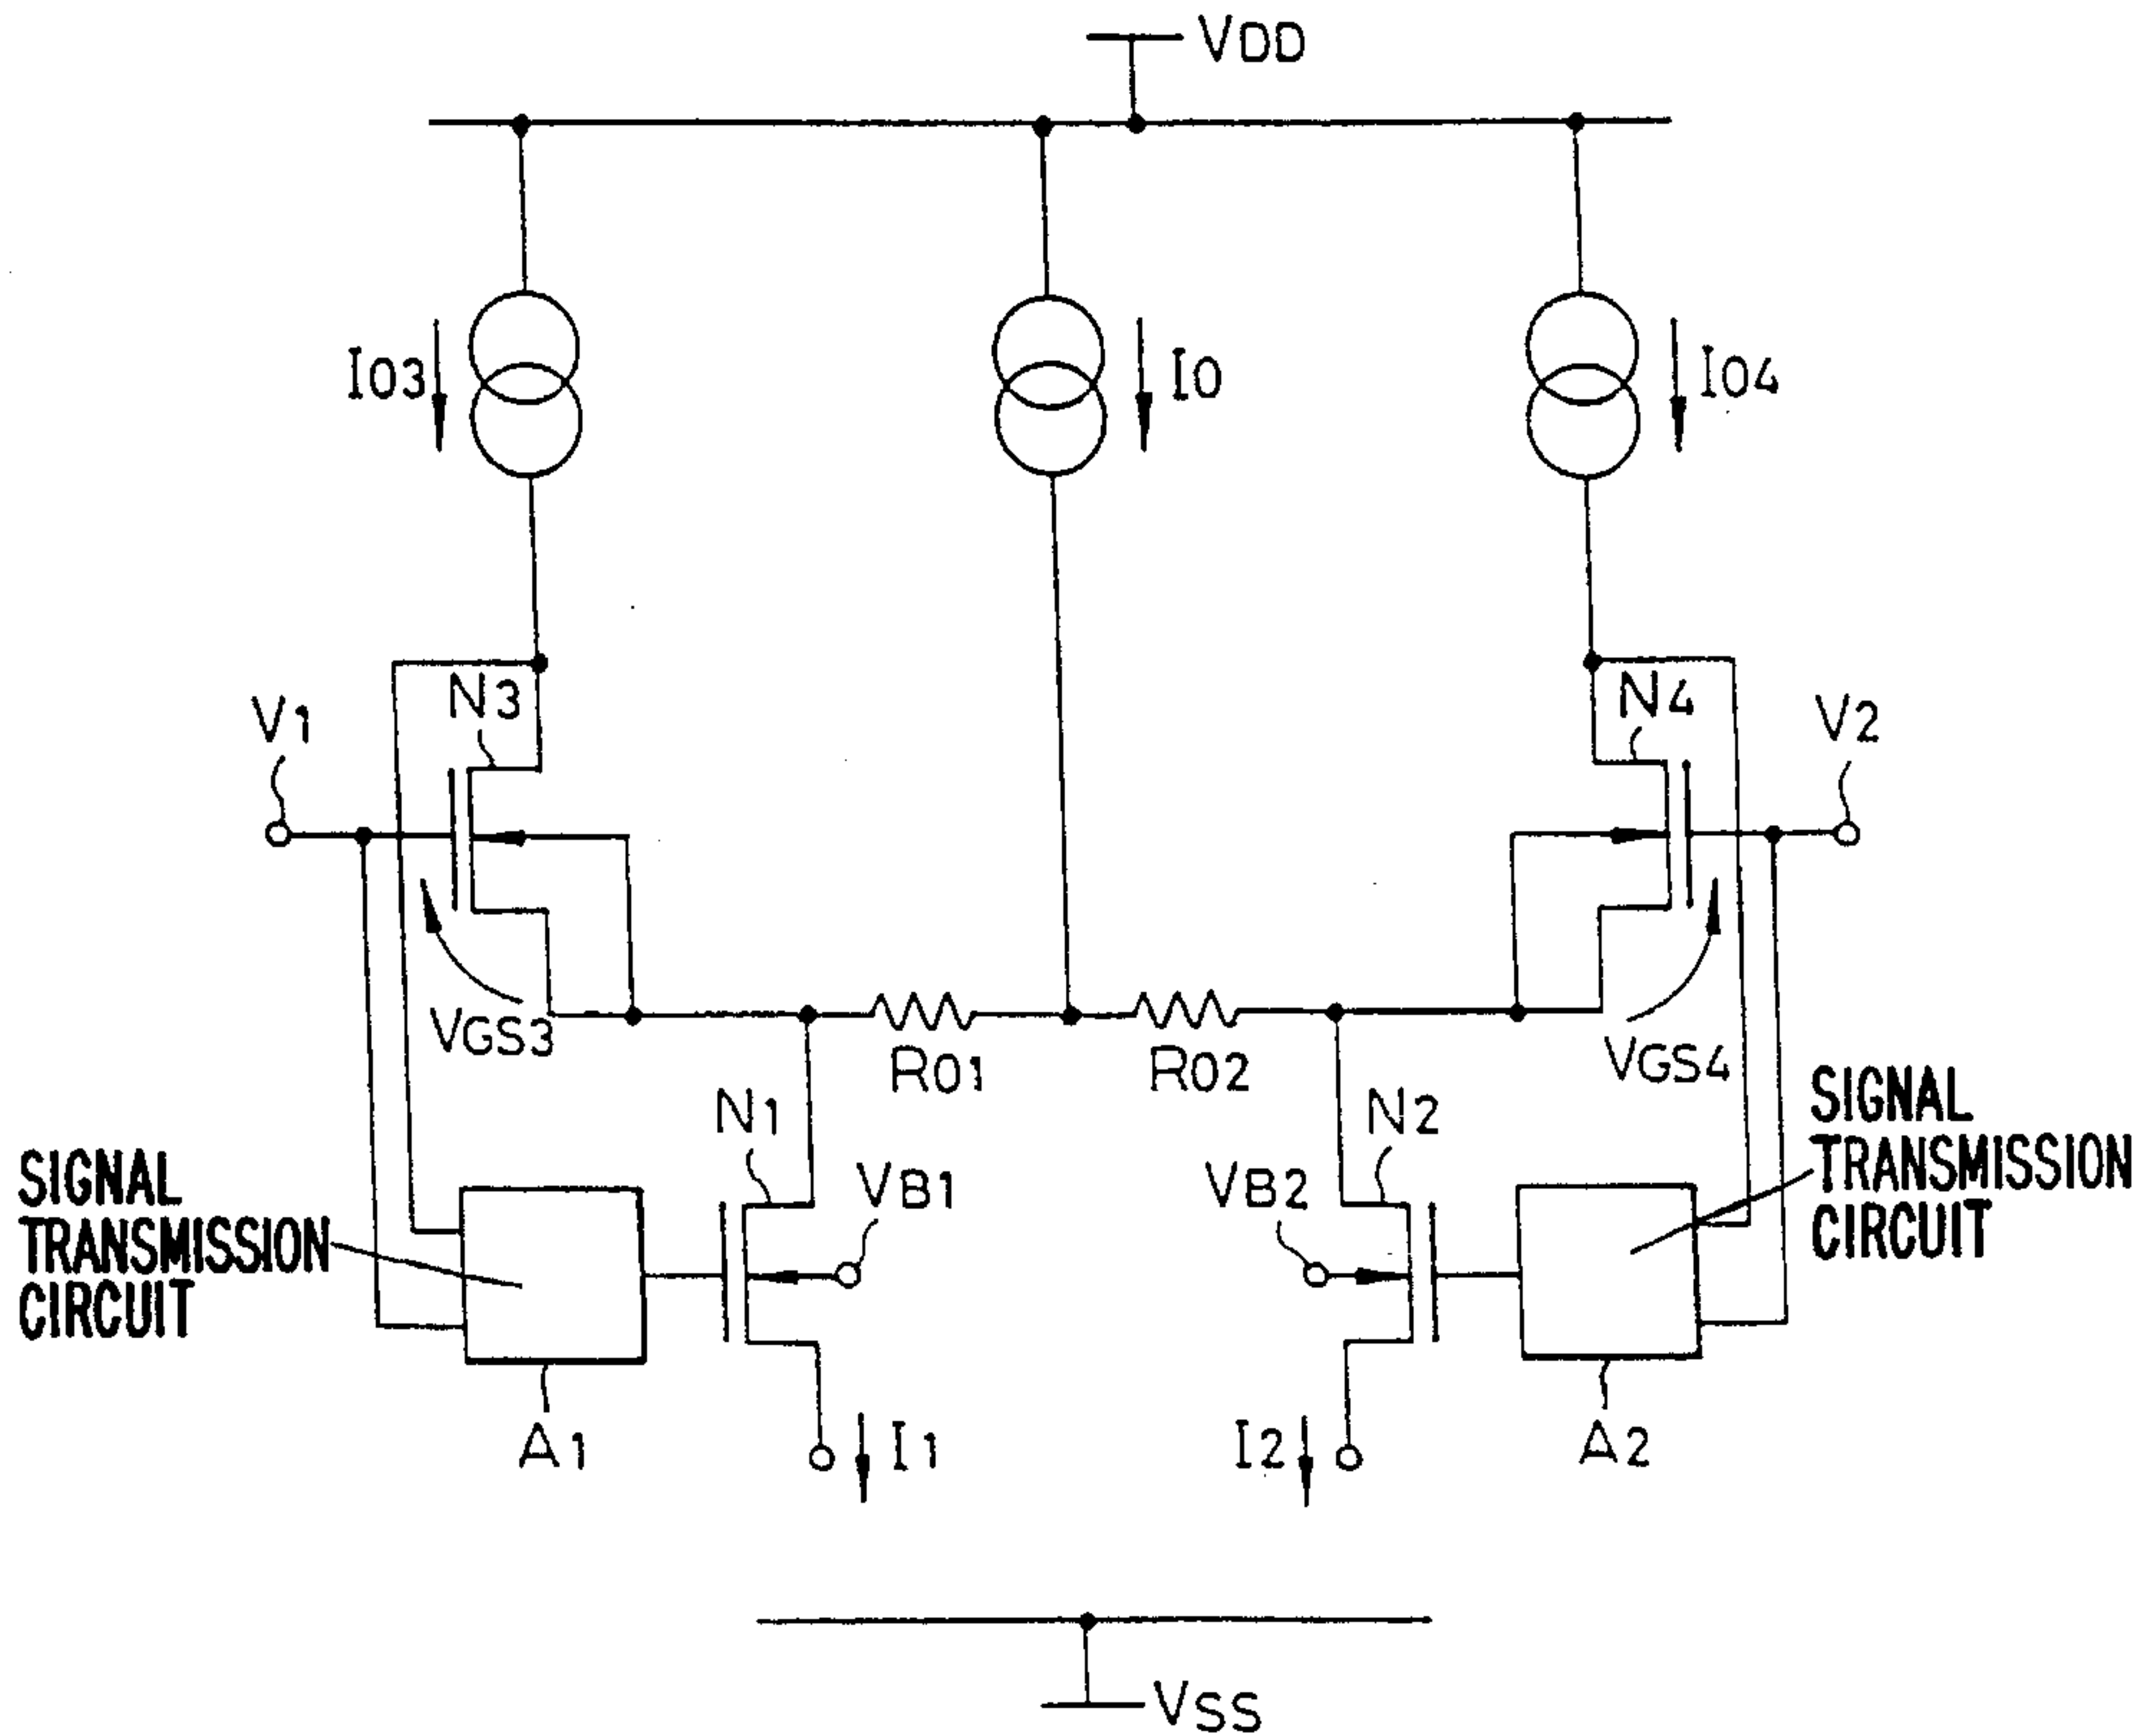 VDD
I03
I0
I04
N3
N4
V1
V2
VGS3
R01
R02
VGS4
N1
N2
VB1
VB2
SIGNAL
TRANSMISSION
CIRCUIT
SIGNAL
TRANSMISSION
CIRCUIT
A1
I1
I2
A2
VSS